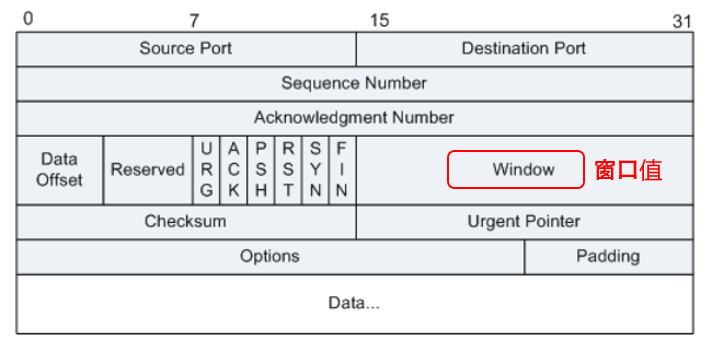 0 7 15 31
Source Port Destination Port
Sequence Number
Acknowledgment Number
Data Offset Reserved URG ACK PSH RST SYN FIN Window 窗口值
Checksum Urgent Pointer
Options Padding
Data...